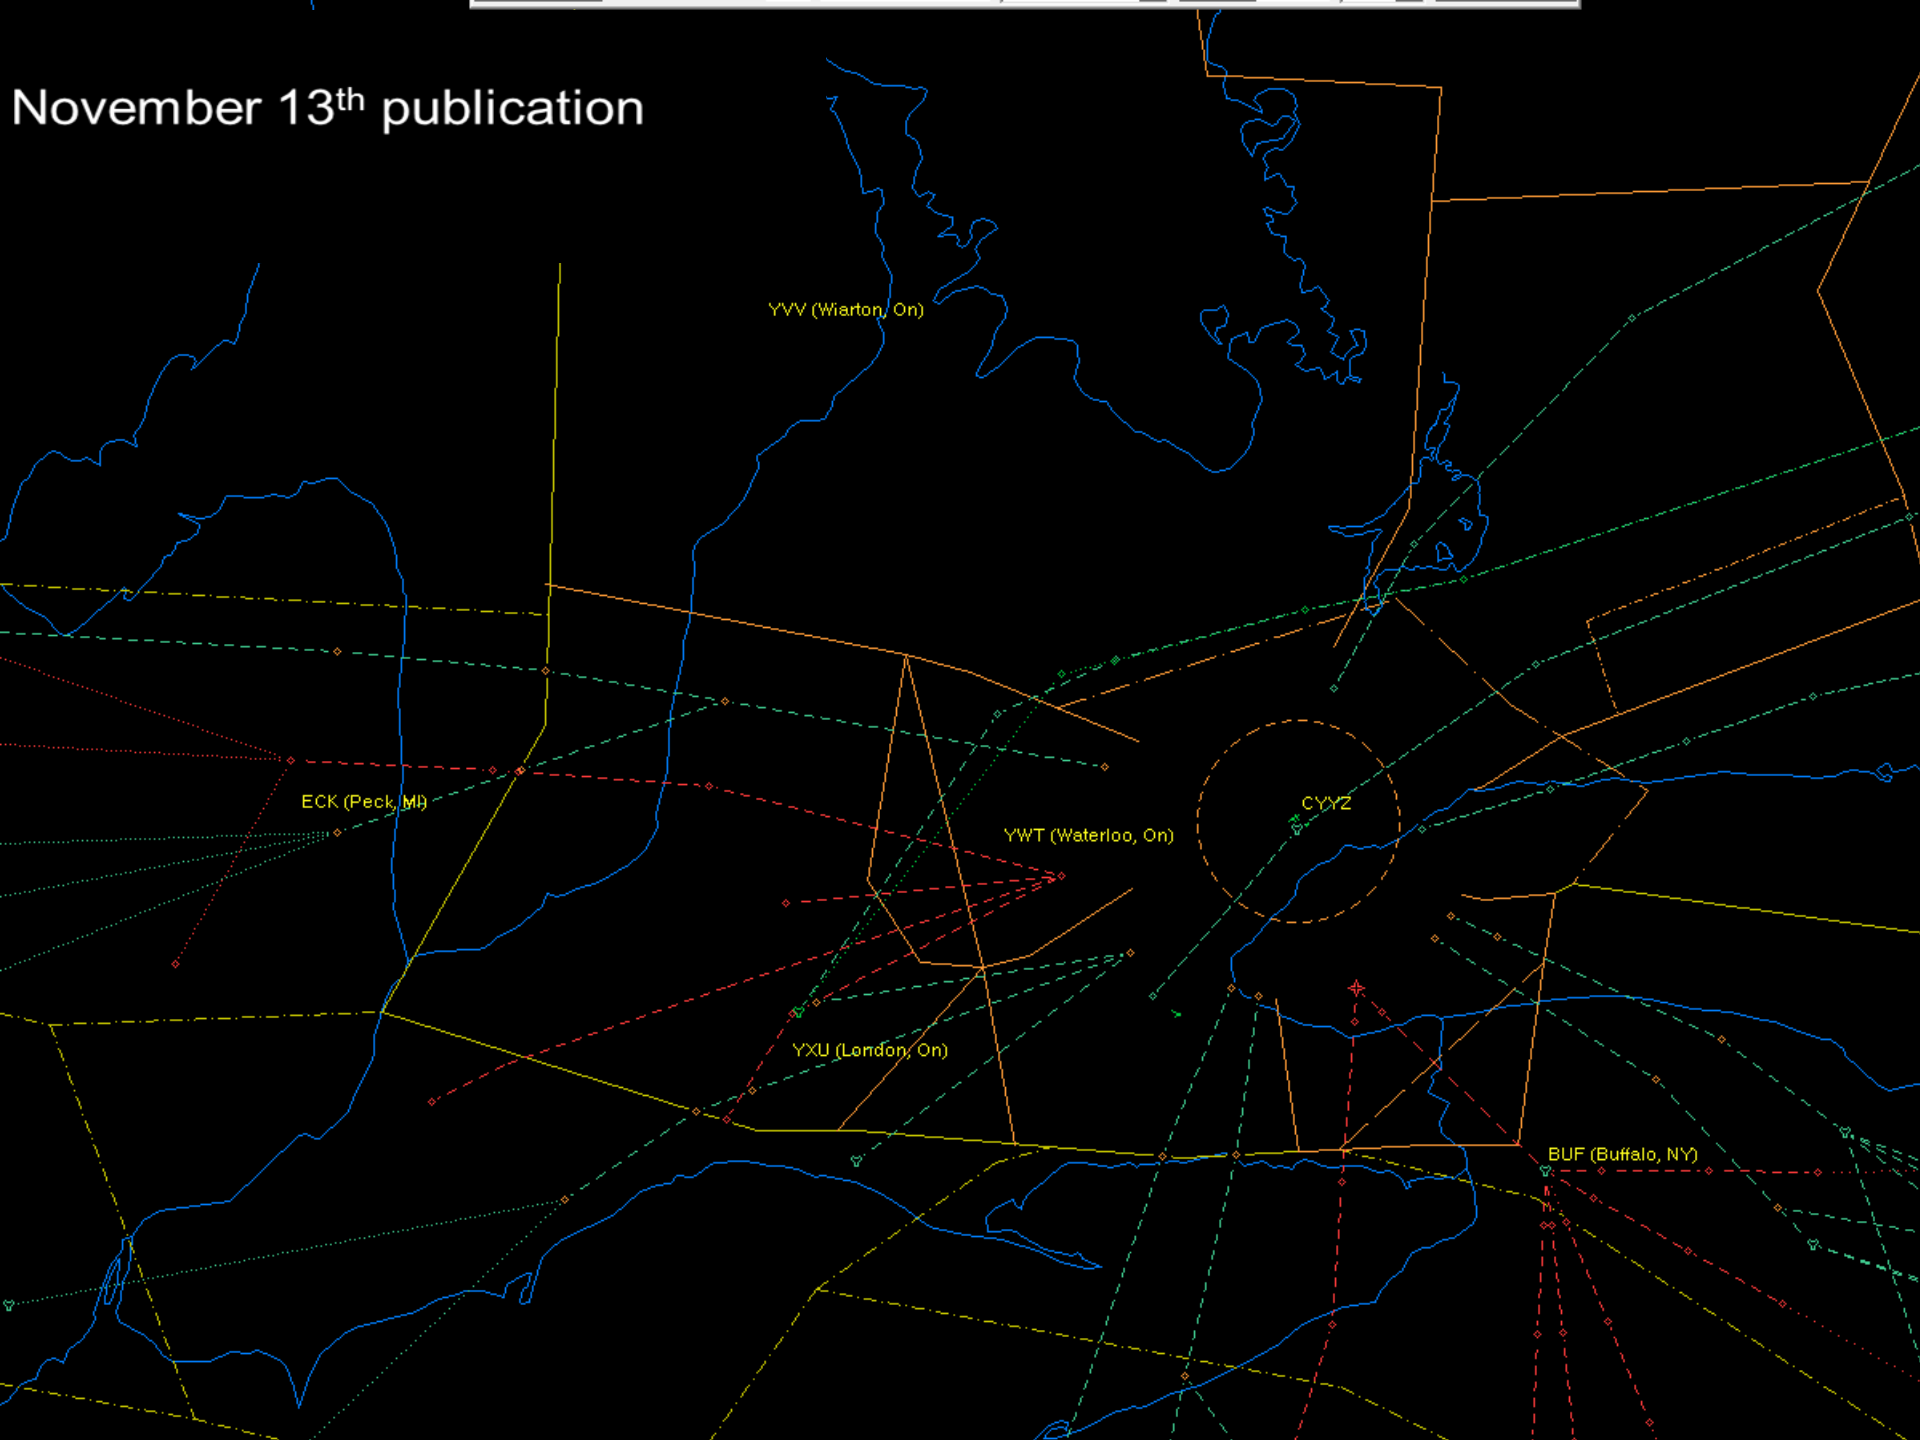 November 13th publication
YVV (Wiarton, On)
ECK (Peck, MI)
CYYZ
YWT (Waterloo, On)
YXU (London, On)
BUF (Buffalo, NY)